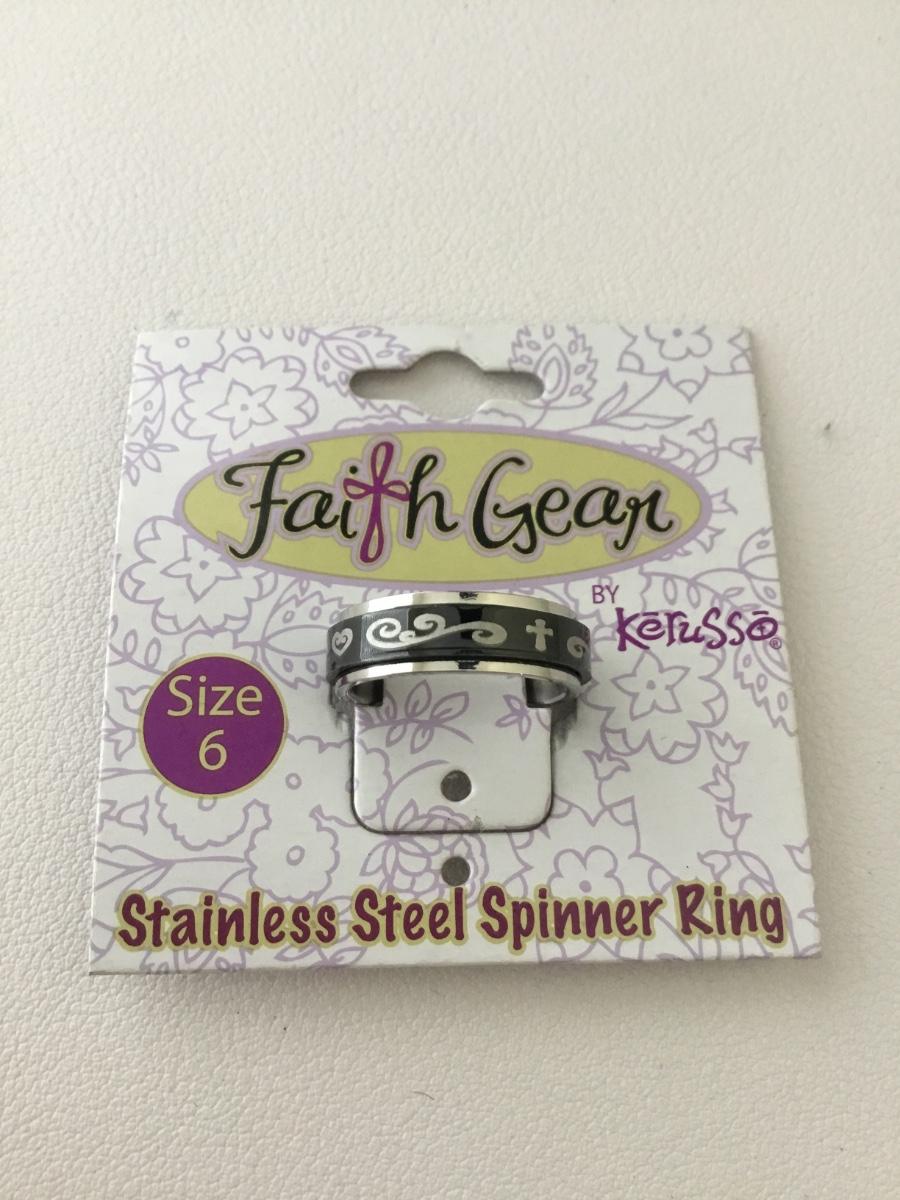 Faith Gear
BY
Kerusso®
Size
6
Stainless Steel Spinner Ring